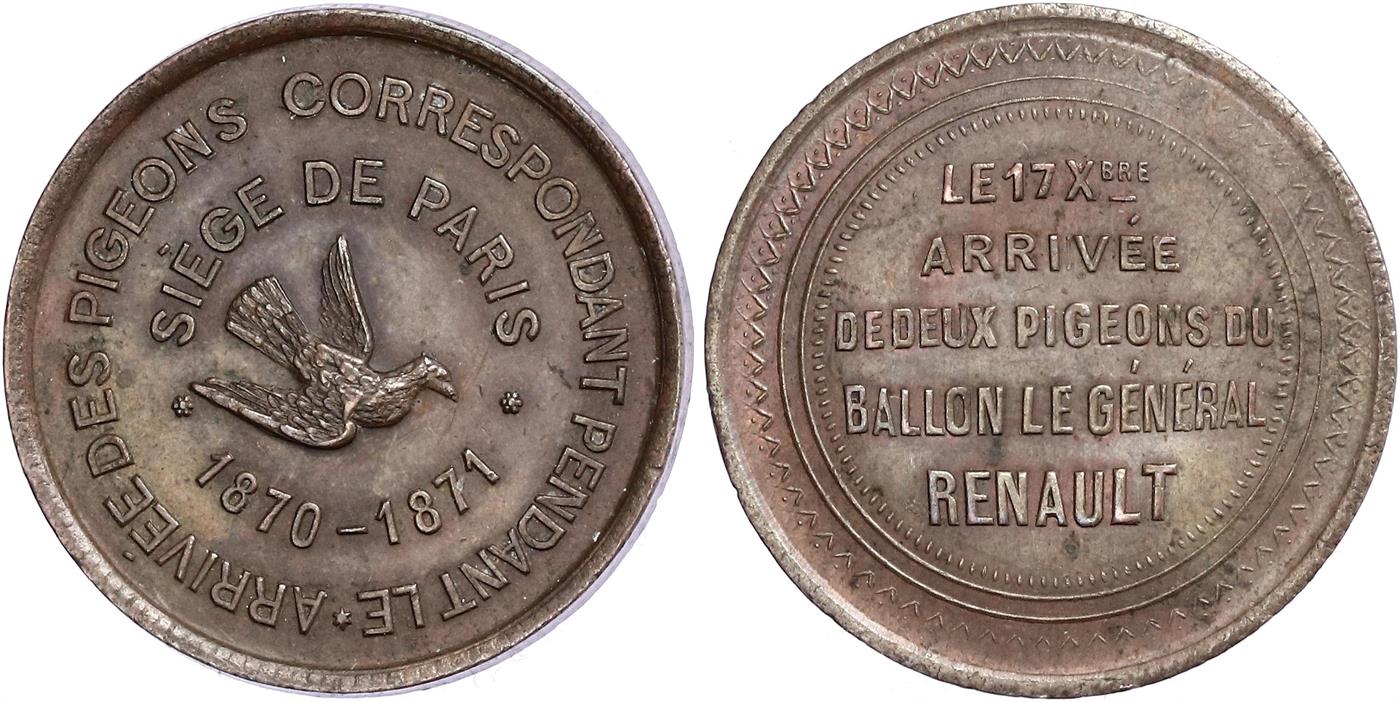 ARRIVÉE DES PIGEONS CORRESPONDANT PENDANT LE *
SIÈGE DE PARIS
1870-1871
LE 17 XBRE
ARRIVÉE
DE DEUX PIGEONS DU
BALLON LE GÉNÉRAL
RENAULT